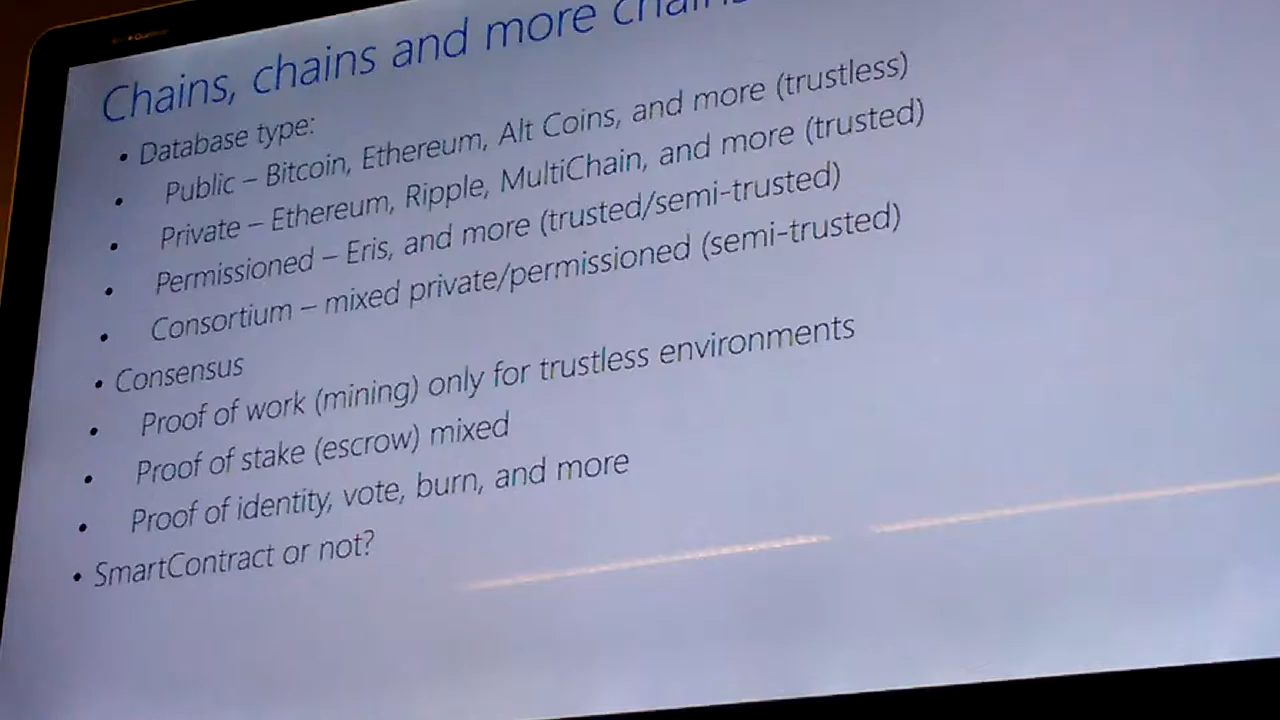 Chains, chains and more chains
• Database type:
• Public – Bitcoin, Ethereum, Alt Coins, and more (trustless)
• Private – Ethereum, Ripple, MultiChain, and more (trusted)
• Permissioned – Eris, and more (trusted/semi-trusted)
• Consortium – mixed private/permissioned (semi-trusted)
• Consensus
• Proof of work (mining) only for trustless environments
• Proof of stake (escrow) mixed
• Proof of identity, vote, burn, and more
• SmartContract or not?